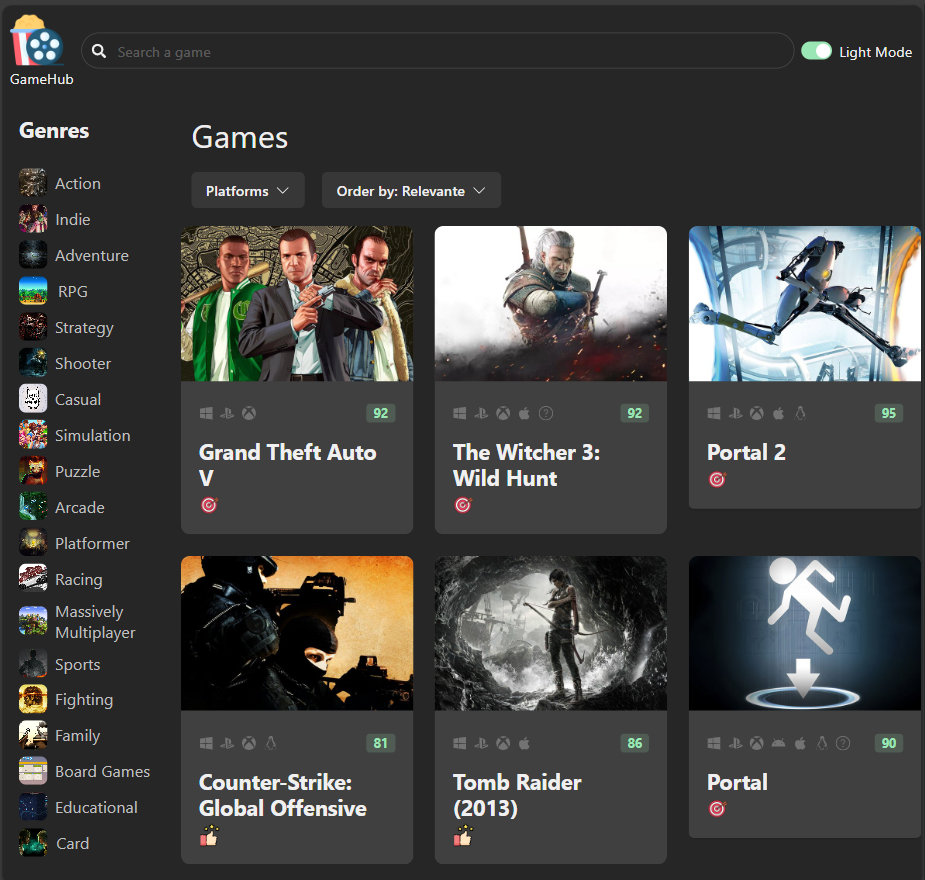 Search a game
Light Mode
GameHub
Genres
Action
Indie
Adventure
RPG
Strategy
Shooter
Casual
Simulation
Puzzle
Arcade
Platformer
Racing
Massively
Multiplayer
Sports
Fighting
Family
Board Games
Educational
Card
Games
Platforms
Order by: Relevante
92
Grand Theft Auto
V
92
The Witcher 3:
Wild Hunt
95
Portal 2
81
Counter-Strike:
Global Offensive
86
Tomb Raider
(2013)
90
Portal